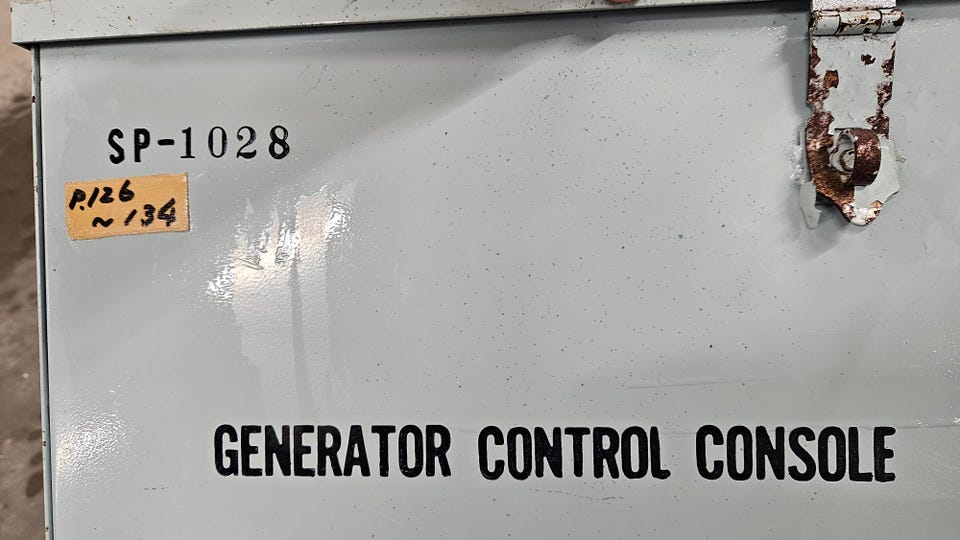 SP-1028
P.126
~134
GENERATOR CONTROL CONSOLE